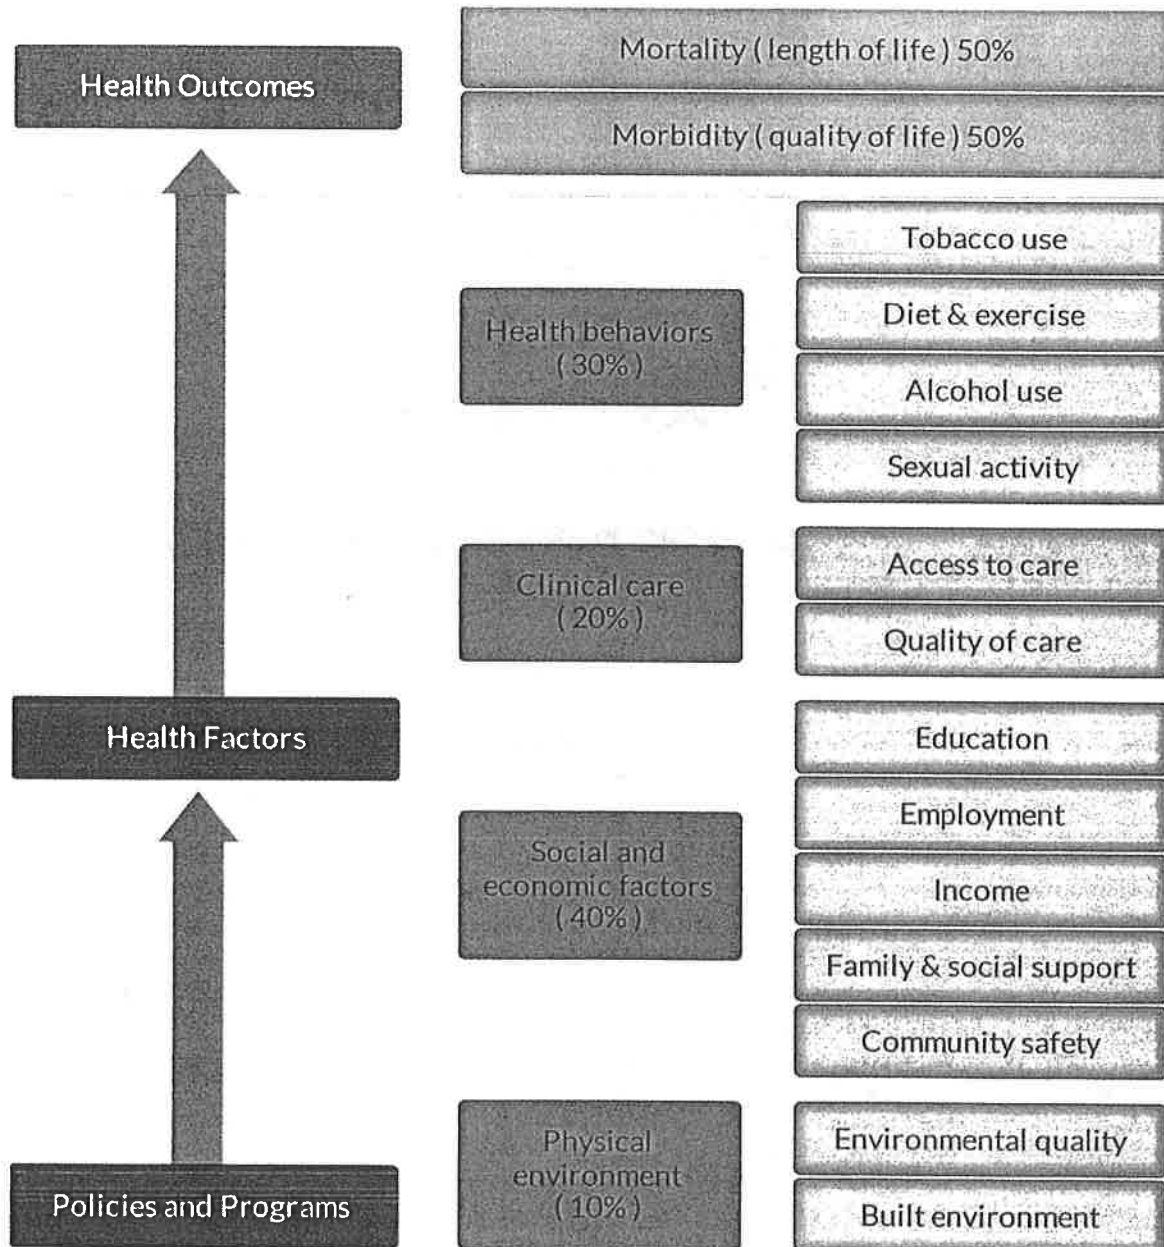 Health Outcomes
Mortality ( length of life ) 50%
Morbidity ( quality of life ) 50%
Tobacco use
Health behaviors
( 30% )
Diet & exercise
Alcohol use
Sexual activity
Clinical care
( 20% )
Access to care
Quality of care
Health Factors
Education
Social and
economic factors
( 40% )
Employment
Income
Family & social support
Community safety
Physical
environment
( 10% )
Environmental quality
Built environment
Policies and Programs